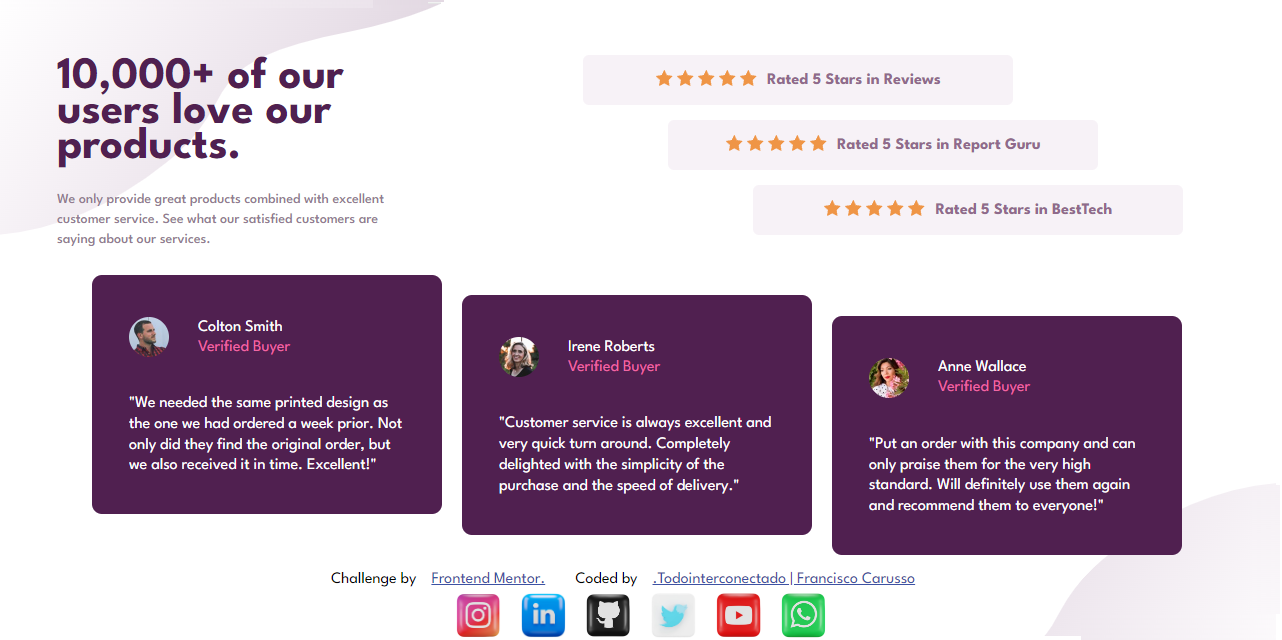 10,000+ of our
users love our
products.
We only provide great products combined with excellent
customer service. See what our satisfied customers are
saying about our services.
Rated 5 Stars in Reviews
Rated 5 Stars in Report Guru
Rated 5 Stars in BestTech
Colton Smith
Verified Buyer
"We needed the same printed design as
the one we had ordered a week prior. Not
only did they find the original order, but
we also received it in time. Excellent!"
Irene Roberts
Verified Buyer
"Customer service is always excellent and
very quick turn around. Completely
delighted with the simplicity of the
purchase and the speed of delivery."
Anne Wallace
Verified Buyer
"Put an order with this company and can
only praise them for the very high
standard. Will definitely use them again
and recommend them to everyone!"
Challenge by Frontend Mentor. Coded by .Todointerconectado | Francisco Carusso
in